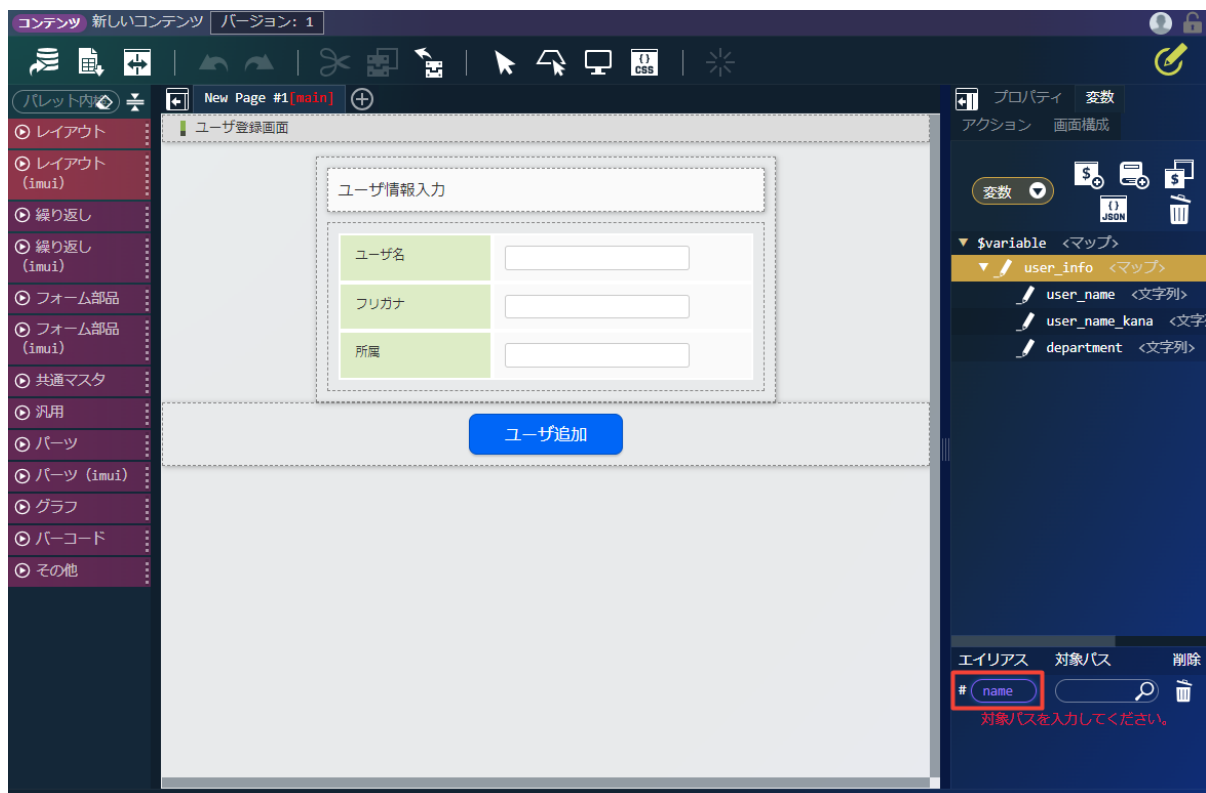 コンテンツ 新しいコンテンツ バージョン: 1
{} CSS
パレット内検
New Page #1[main]
プロパティ 変数
アクション 画面構成
レイアウト
レイアウト
(imui)
繰り返し
繰り返し
(imui)
フォーム部品
フォーム部品
(imui)
共通マスタ
汎用
パーツ
パーツ (imui)
グラフ
バーコード
その他
ユーザ登録画面
ユーザ情報入力
ユーザ名
フリガナ
所属
ユーザ追加
変数
$ $
{} JSON
$variable <マップ>
user_info <マップ>
user_name <文字列>
user_name_kana <文字
department <文字列>
エイリアス 対象パス 削除
# name
対象パスを入力してください。